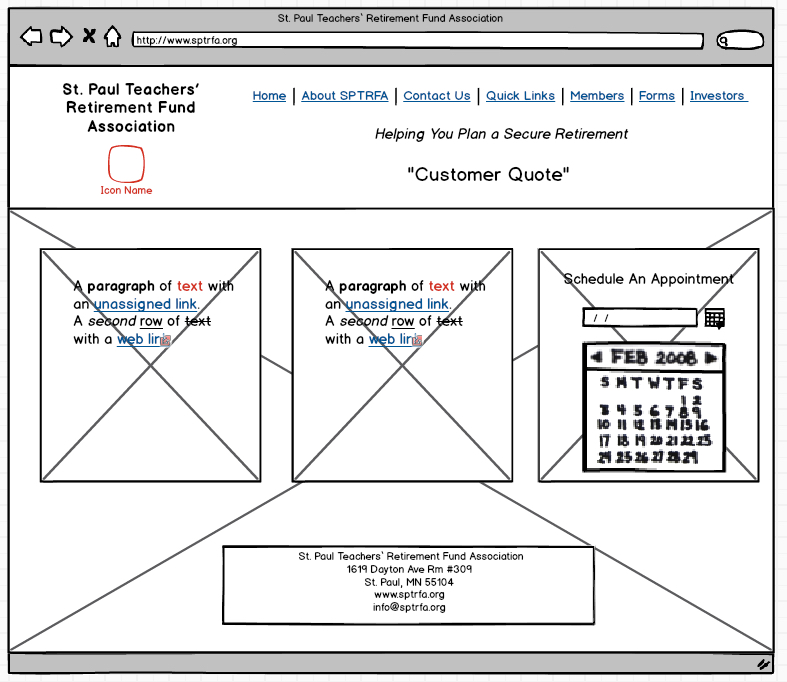 St. Paul Teachers' Retirement Fund Association
http://www.sptrfa.org
St. Paul Teachers'
Retirement Fund
Association
Icon Name
Home | About SPTRFA | Contact Us | Quick Links | Members | Forms | Investors
Helping You Plan a Secure Retirement
"Customer Quote"
A paragraph of text with
an unassigned link.
A second row of text
with a web link
A paragraph of text with
an unassigned link.
A second row of text
with a web link
Schedule An Appointment
/ /
FEB 2008
S M T W T F S
1 2
3 4 5 6 7 8 9
10 11 12 13 14 15 16
17 18 19 20 21 22 23
24 25 26 27 28 29
St. Paul Teachers' Retirement Fund Association
1619 Dayton Ave Rm #309
St. Paul, MN 55104
www.sptrfa.org
info@sptrfa.org